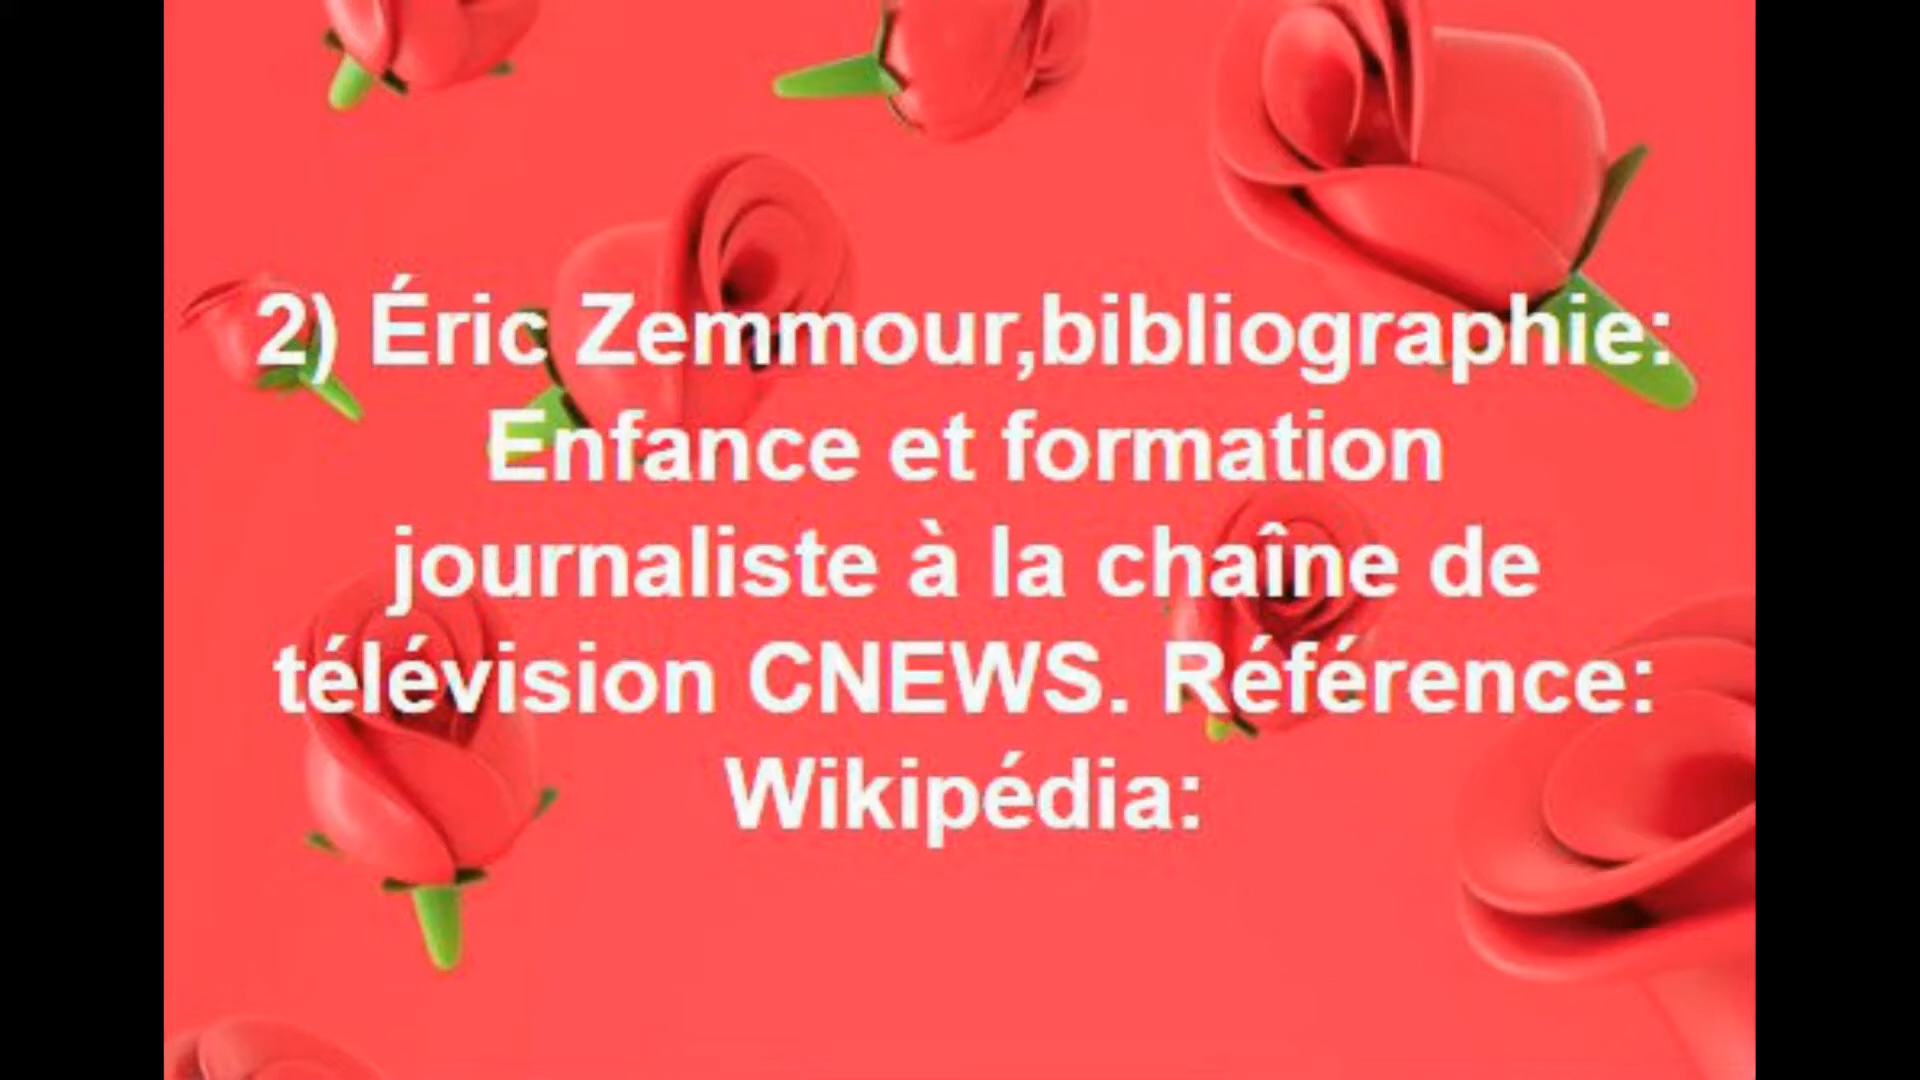 2) Éric Zemmour,bibliographie:
Enfance et formation
journaliste à la chaîne de
télévision CNEWS. Référence:
Wikipédia: